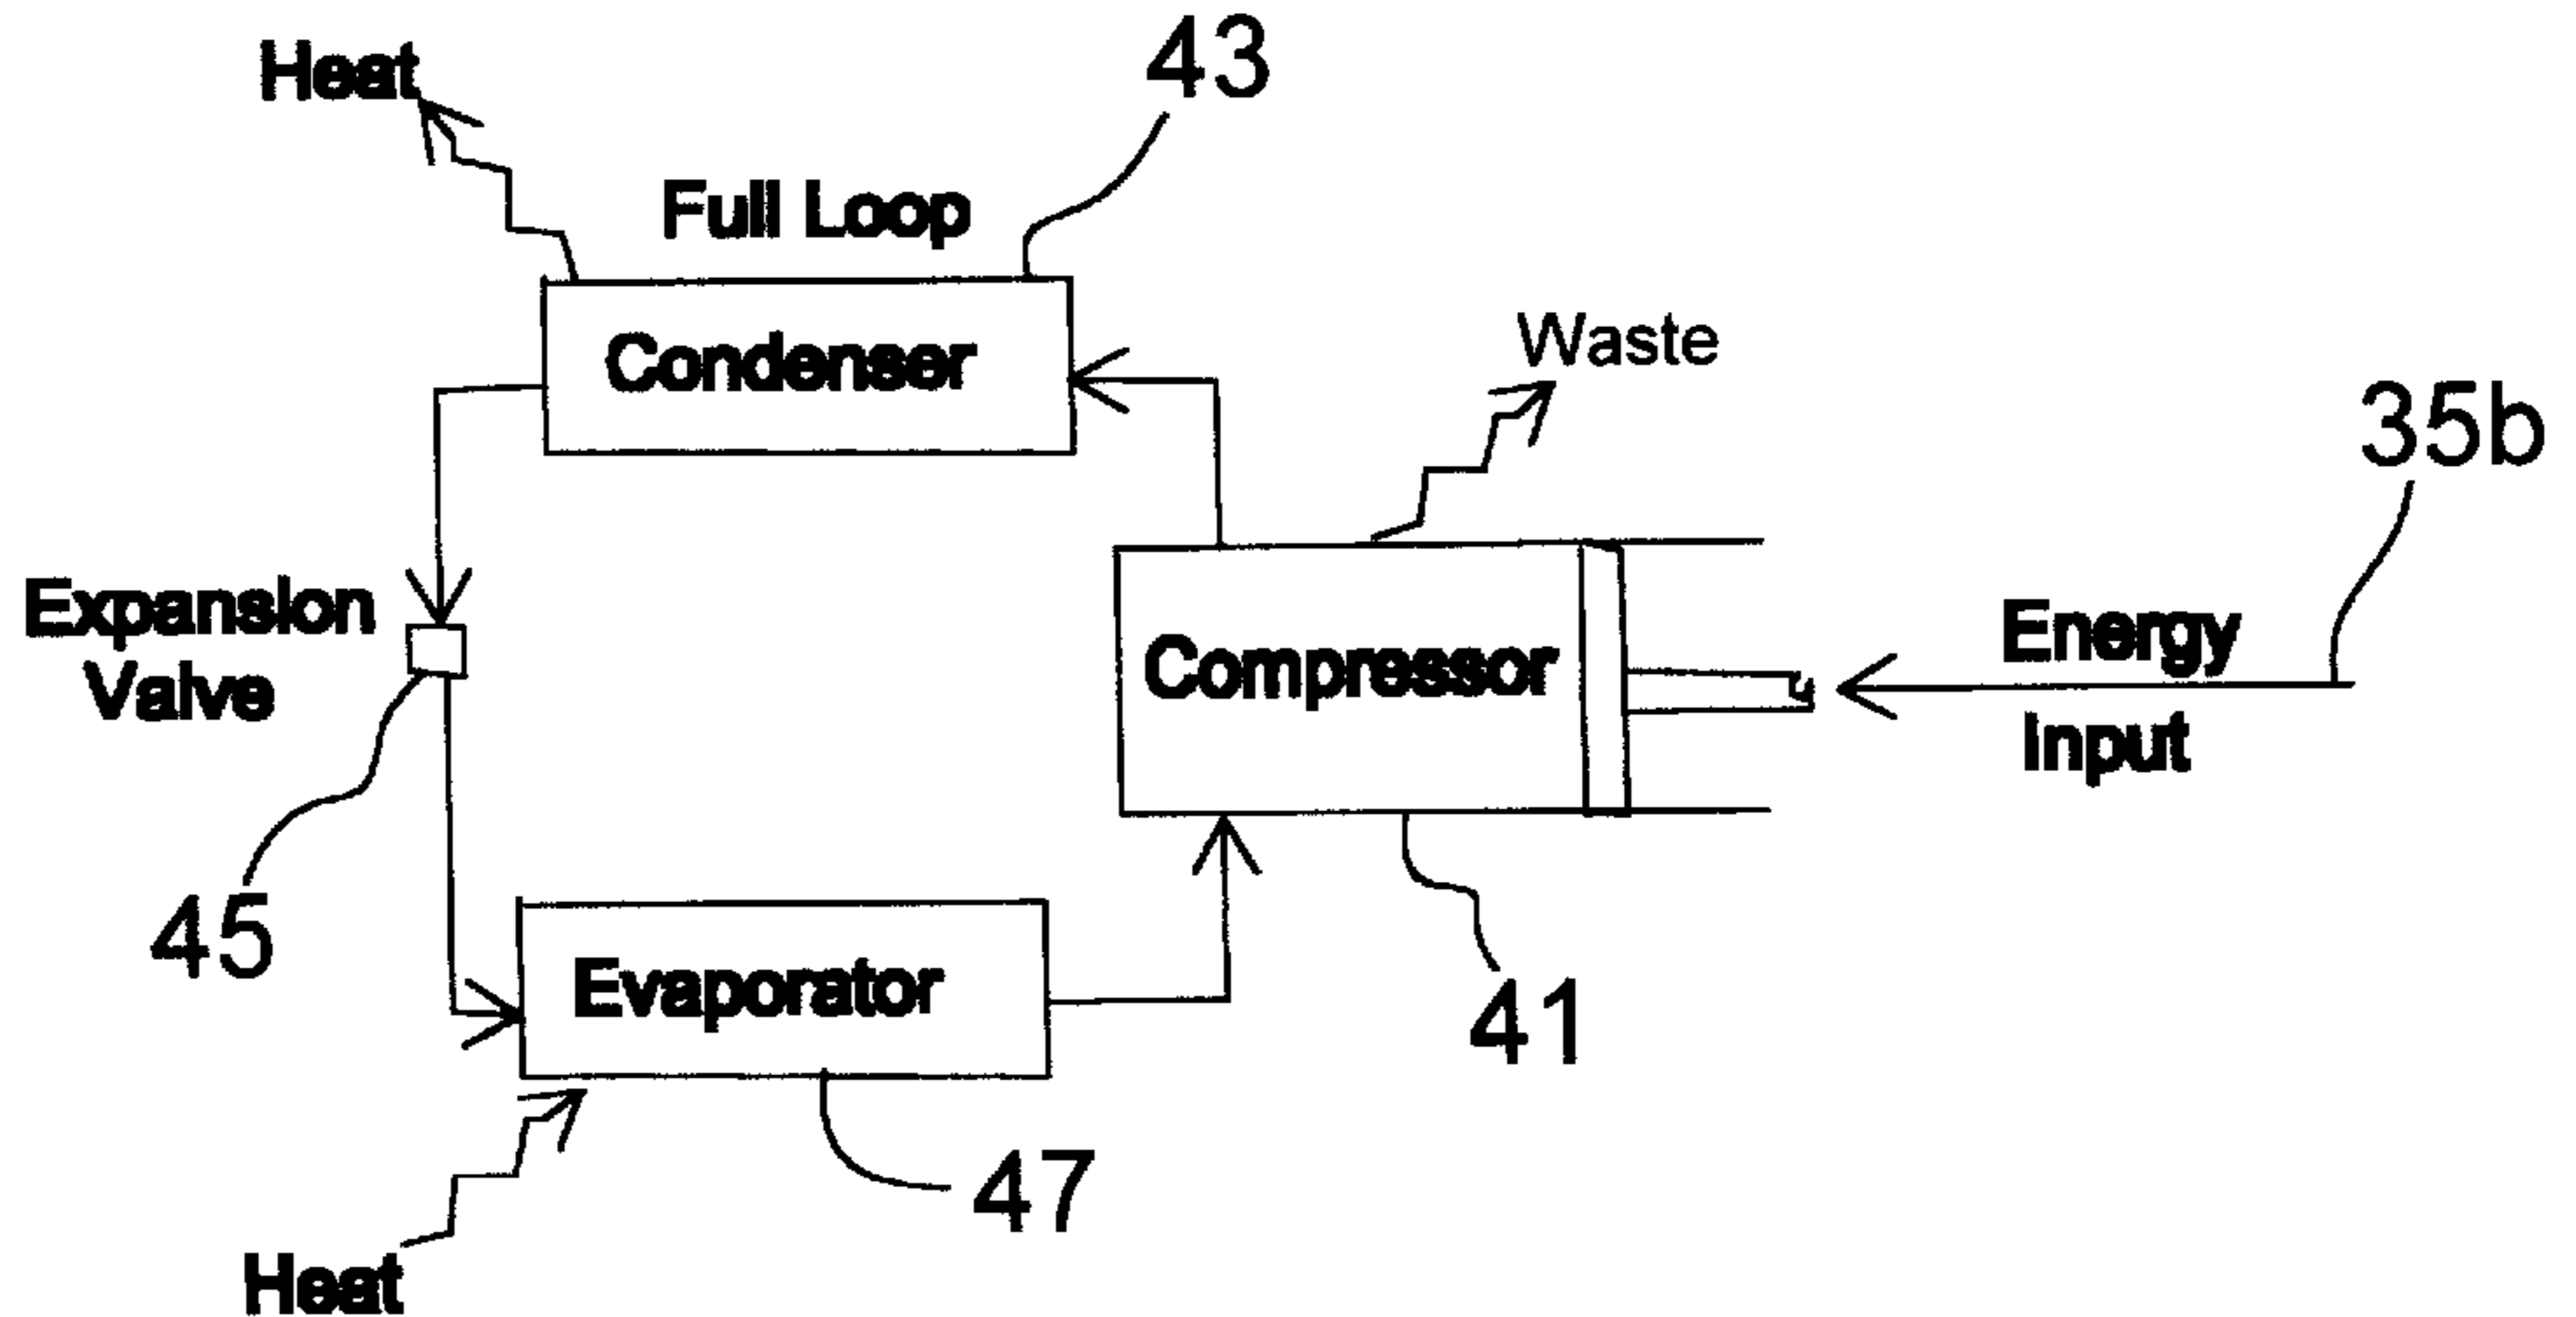 43
Heat
Full Loop
Condenser
Waste
35b
Expansion
Valve
Compressor
Energy
Input
45
Evaporator
41
47
Heat